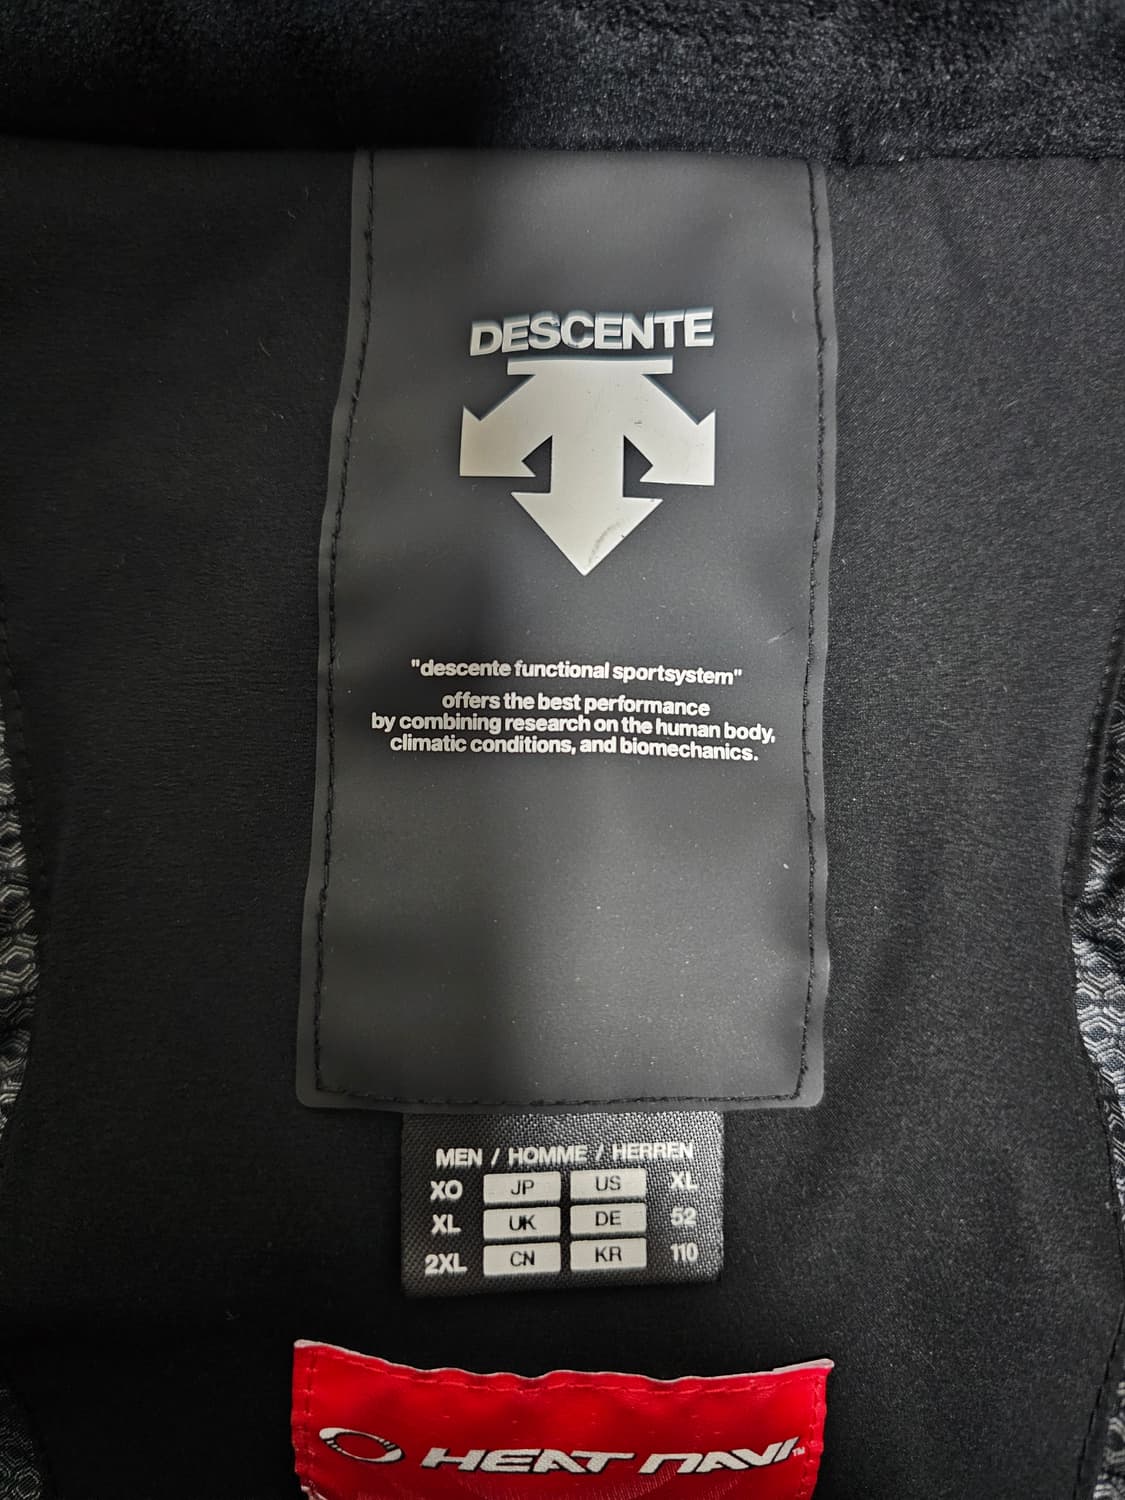 DESCENTE
"descente functional sportsystem"
offers the best performance
by combining research on the human body,
climatic conditions, and biomechanics.
MEN / HOMME / HERREN
XO JP US XL
XL UK DE 52
2XL CN KR 110
HEAT NAVI™